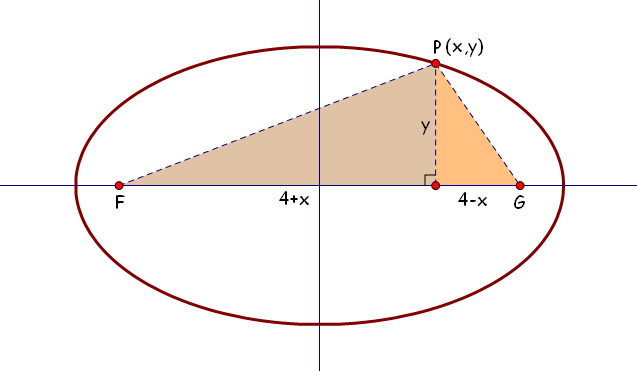 P(x,y)
y
F 4+x 4-x G